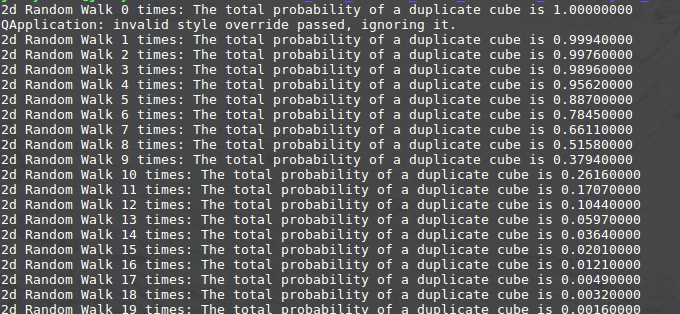 2d Random Walk 0 times: The total probability of a duplicate cube is 1.00000000
QApplication: invalid style override passed, ignoring it.
2d Random Walk 1 times: The total probability of a duplicate cube is 0.99940000
2d Random Walk 2 times: The total probability of a duplicate cube is 0.99760000
2d Random Walk 3 times: The total probability of a duplicate cube is 0.98960000
2d Random Walk 4 times: The total probability of a duplicate cube is 0.95620000
2d Random Walk 5 times: The total probability of a duplicate cube is 0.88700000
2d Random Walk 6 times: The total probability of a duplicate cube is 0.78450000
2d Random Walk 7 times: The total probability of a duplicate cube is 0.66110000
2d Random Walk 8 times: The total probability of a duplicate cube is 0.51580000
2d Random Walk 9 times: The total probability of a duplicate cube is 0.37940000
2d Random Walk 10 times: The total probability of a duplicate cube is 0.26160000
2d Random Walk 11 times: The total probability of a duplicate cube is 0.17070000
2d Random Walk 12 times: The total probability of a duplicate cube is 0.10440000
2d Random Walk 13 times: The total probability of a duplicate cube is 0.05970000
2d Random Walk 14 times: The total probability of a duplicate cube is 0.03640000
2d Random Walk 15 times: The total probability of a duplicate cube is 0.02010000
2d Random Walk 16 times: The total probability of a duplicate cube is 0.01210000
2d Random Walk 17 times: The total probability of a duplicate cube is 0.00490000
2d Random Walk 18 times: The total probability of a duplicate cube is 0.00320000
2d Random Walk 19 times: The total probability of a duplicate cube is 0.00160000